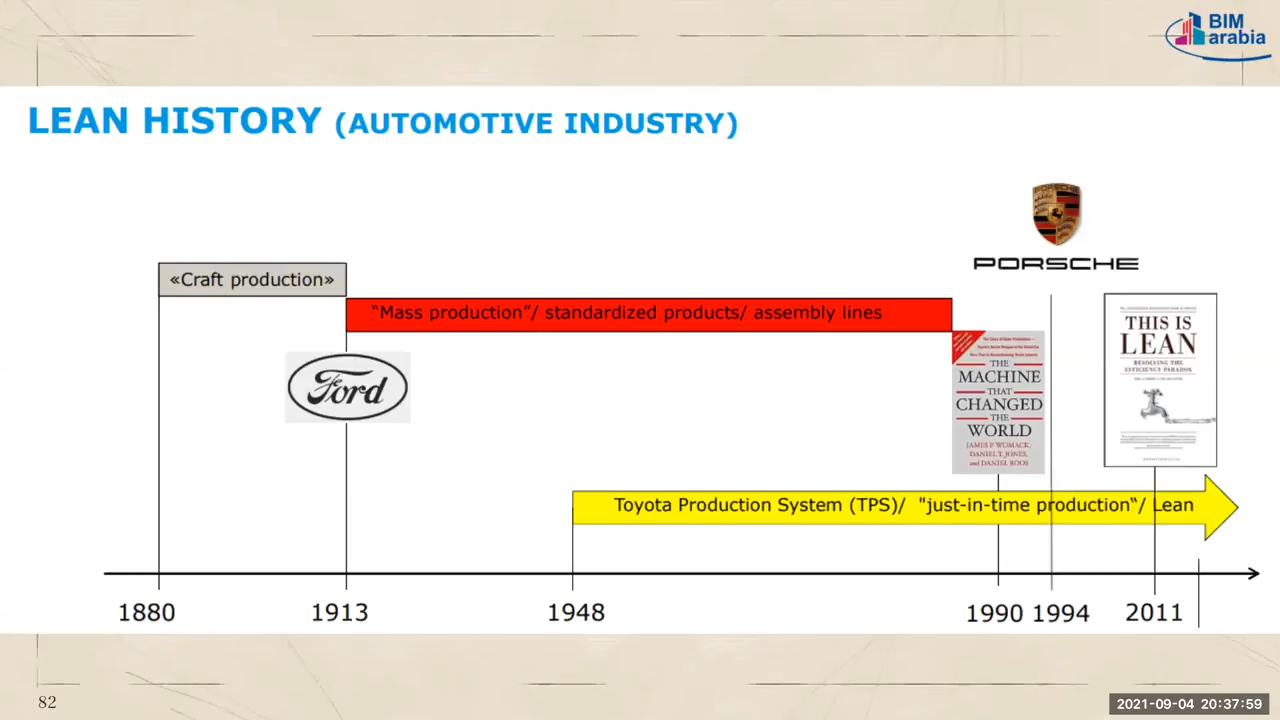 BIM
arabia
LEAN HISTORY (AUTOMOTIVE INDUSTRY)
PORSCHE
PORSCHE
«Craft production»
“Mass production”/ standardized products/ assembly lines
Ford
THE
MACHINE
THAT
CHANGED
THE
WORLD
JAMES P. WOMACK,
DANIEL T. JONES,
and DANIEL ROOS
THIS IS
LEAN
RESOLVING THE
EFFICIENCY PARADOX
Toyota Production System (TPS)/ "just-in-time production“/ Lean
1880
1913
1948
1990
1994
2011
82
2021-09-04 20:37:59